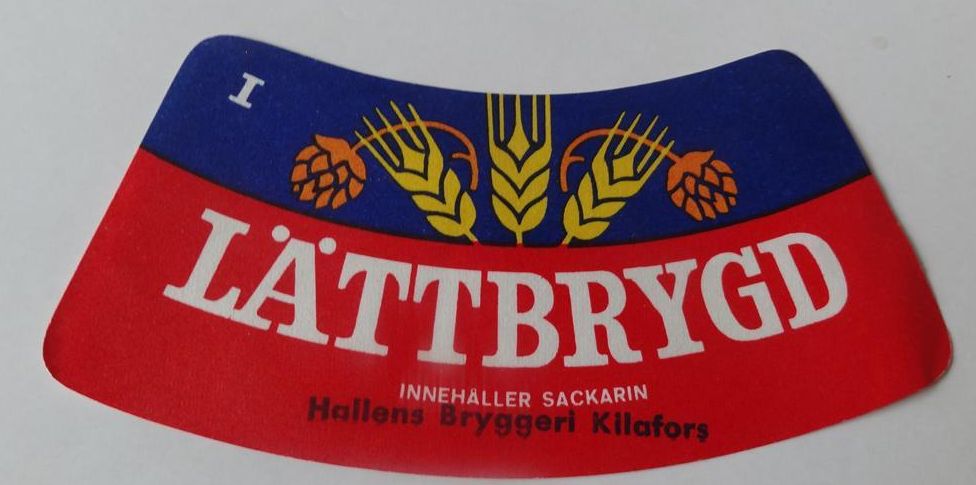 I
LÄTTBRYGD
INNEHÅLLER SACKARIN
Hallens Bryggeri Kilafors